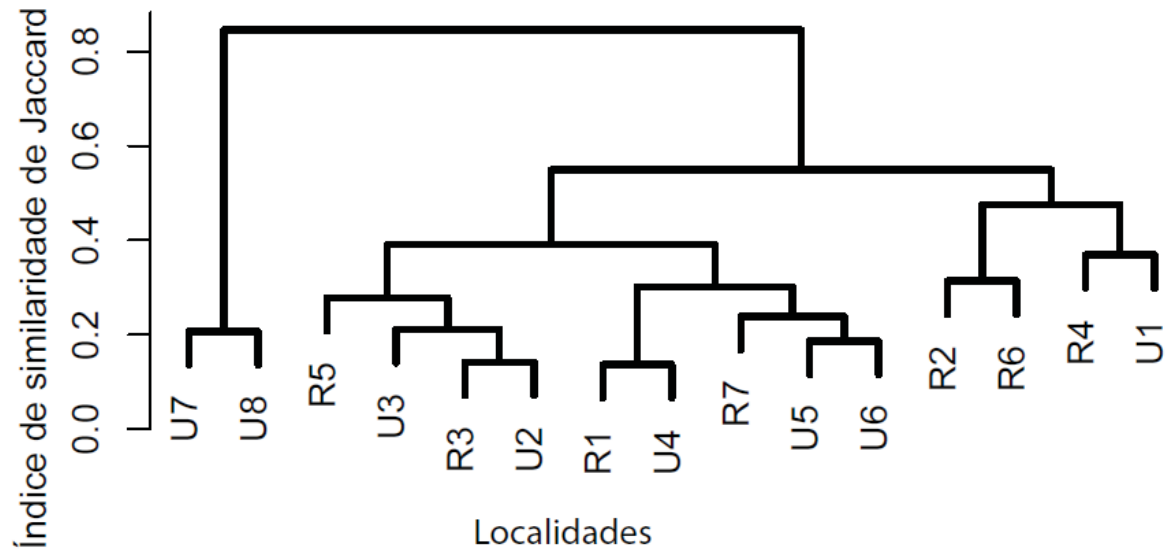 Índice de similaridade de Jaccard
0.8
0.6
0.4
0.2
0.0
U7
U8
R5
U3
R3
U2
R1
U4
R7
U5
U6
R2
R6
R4
U1
Localidades